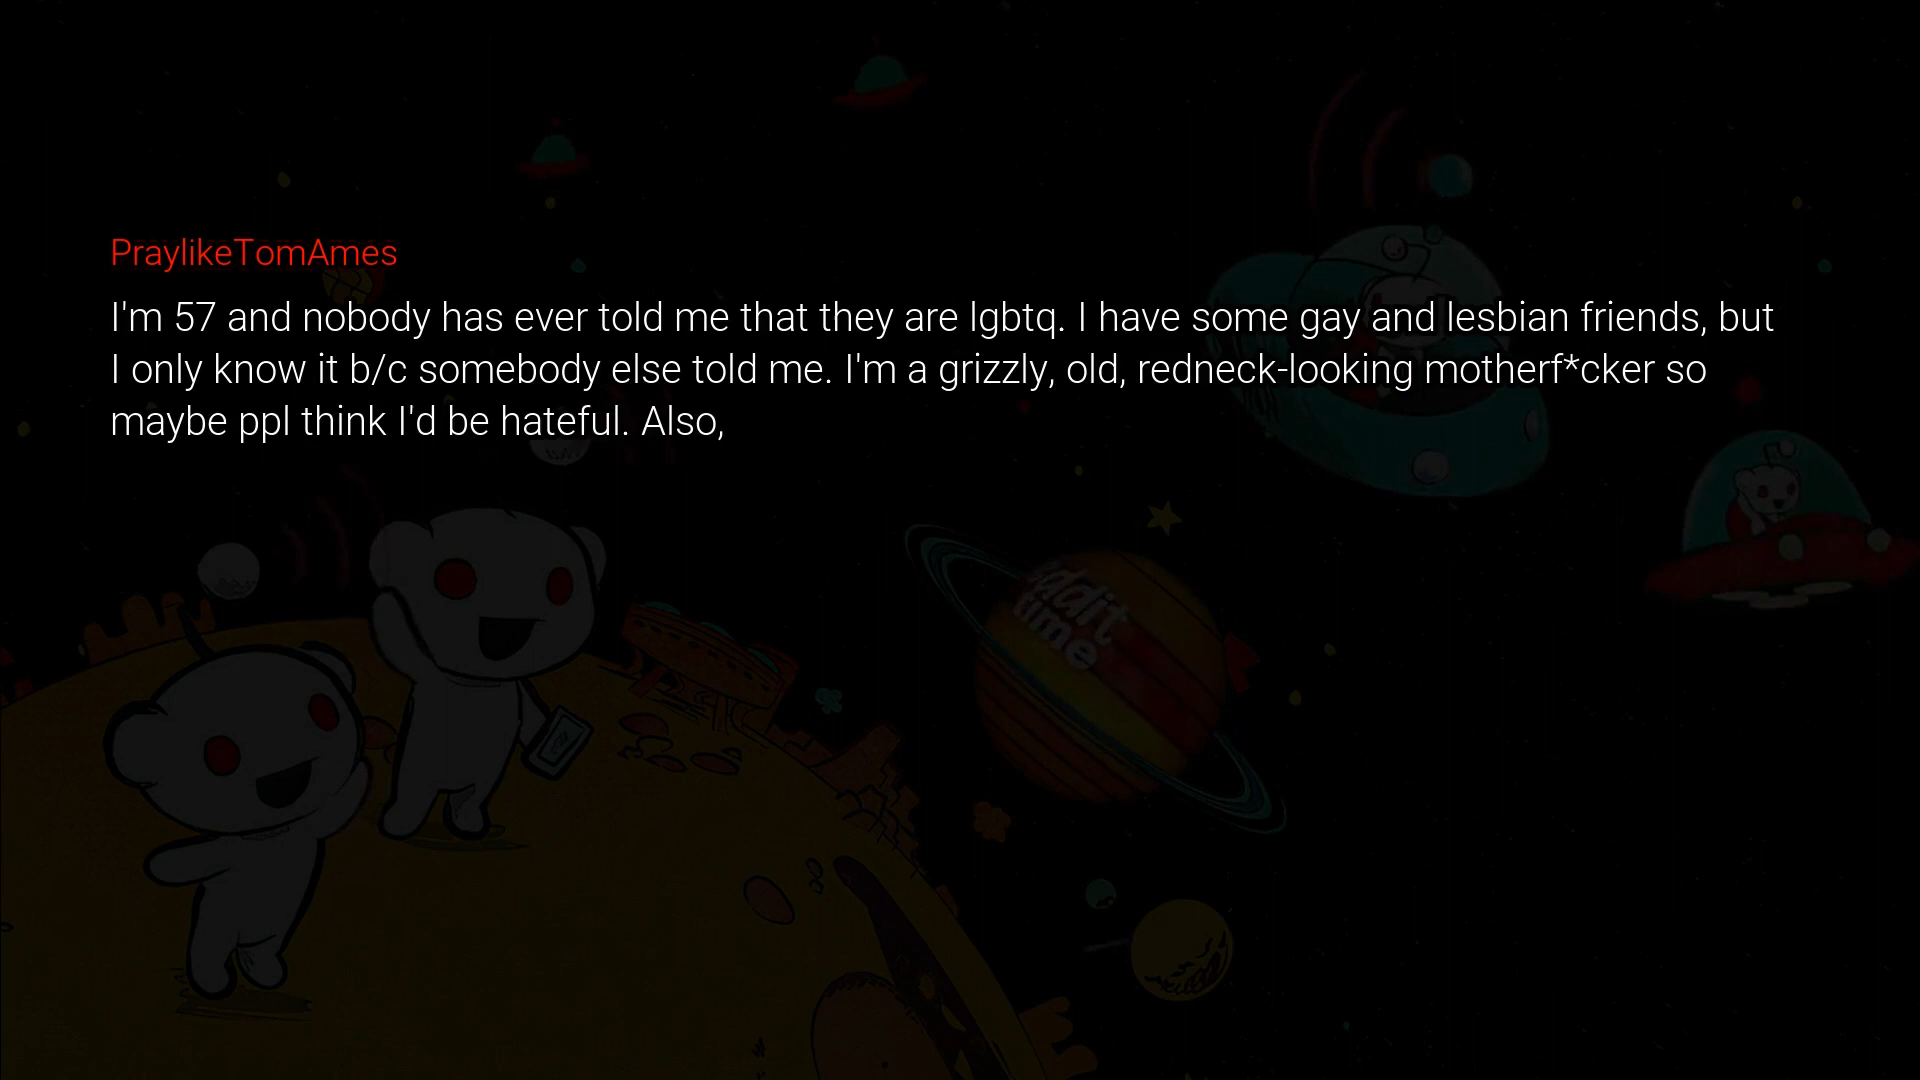 PraylikeTomAmes
I'm 57 and nobody has ever told me that they are lgbtq. I have some gay and lesbian friends, but
I only know it b/c somebody else told me. I'm a grizzly, old, redneck-looking motherf*cker so
maybe ppl think I'd be hateful. Also,
time